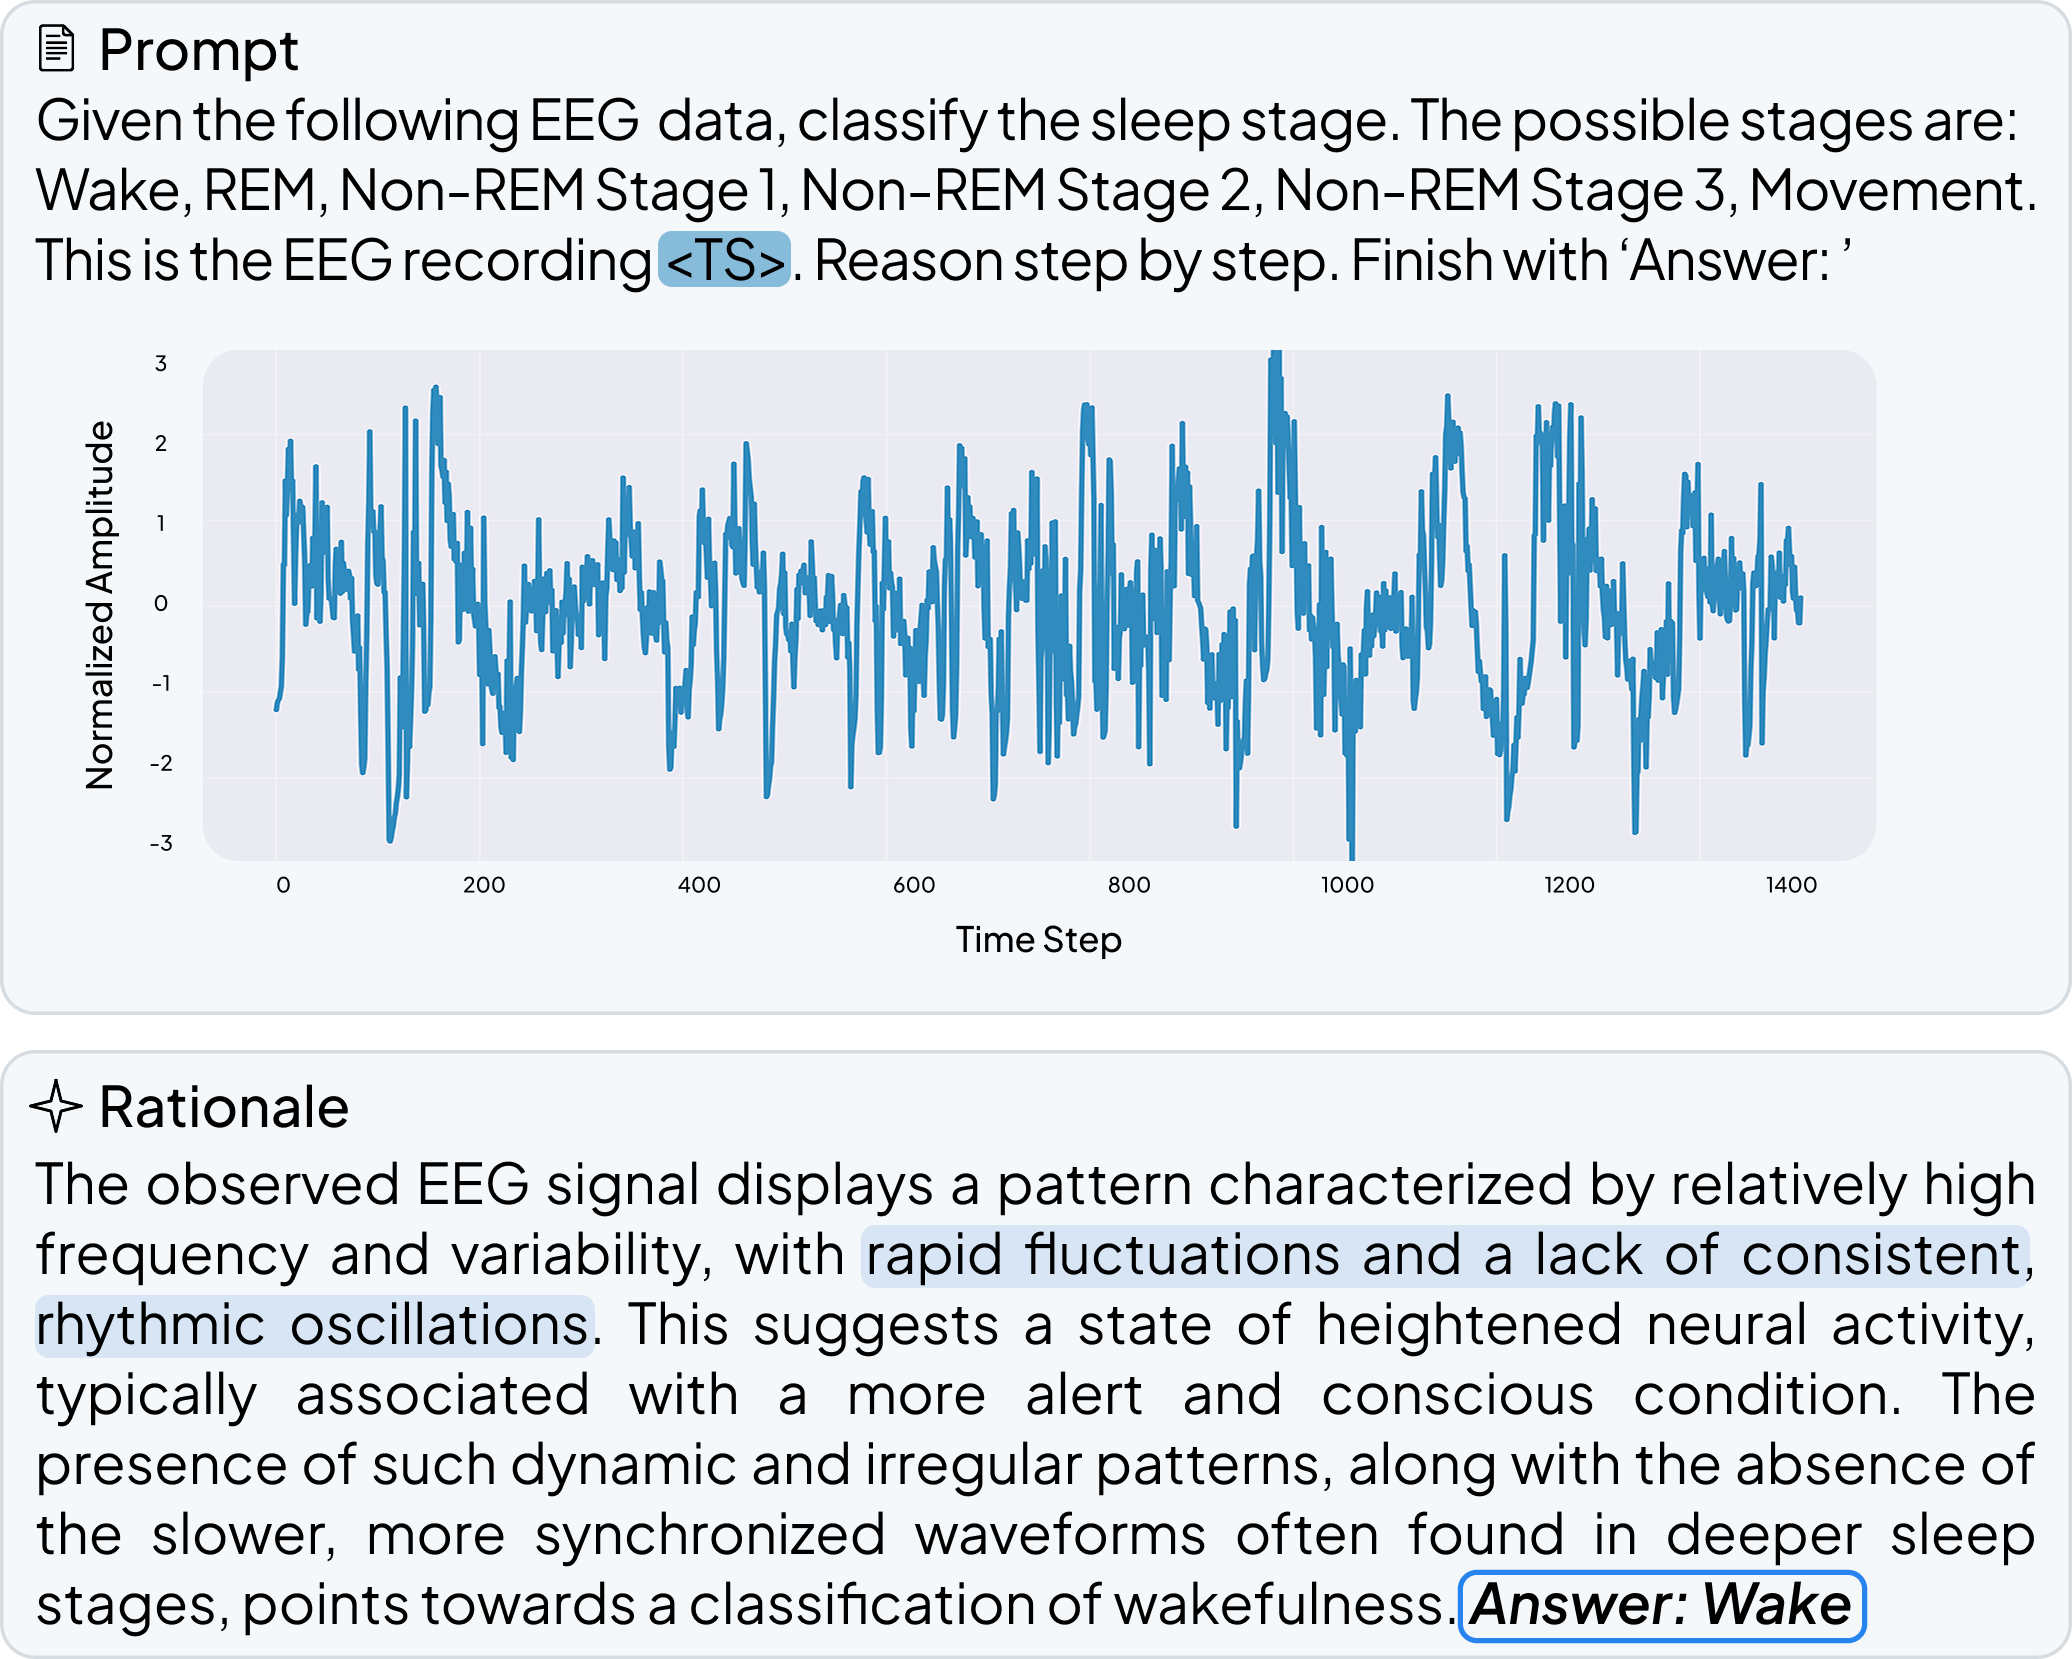 Prompt
Given the following EEG data, classify the sleep stage. The possible stages are:
Wake, REM, Non-REM Stage 1, Non-REM Stage 2, Non-REM Stage 3, Movement.
This is the EEG recording <TS>. Reason step by step. Finish with ‘Answer: ’
3
2
1
0
-1
-2
-3
Normalized Amplitude
0 200 400 600 800 1000 1200 1400
Time Step
Rationale
The observed EEG signal displays a pattern characterized by relatively high
frequency and variability, with rapid fluctuations and a lack of consistent,
rhythmic oscillations. This suggests a state of heightened neural activity,
typically associated with a more alert and conscious condition. The
presence of such dynamic and irregular patterns, along with the absence of
the slower, more synchronized waveforms often found in deeper sleep
stages, points towards a classification of wakefulness. Answer: Wake